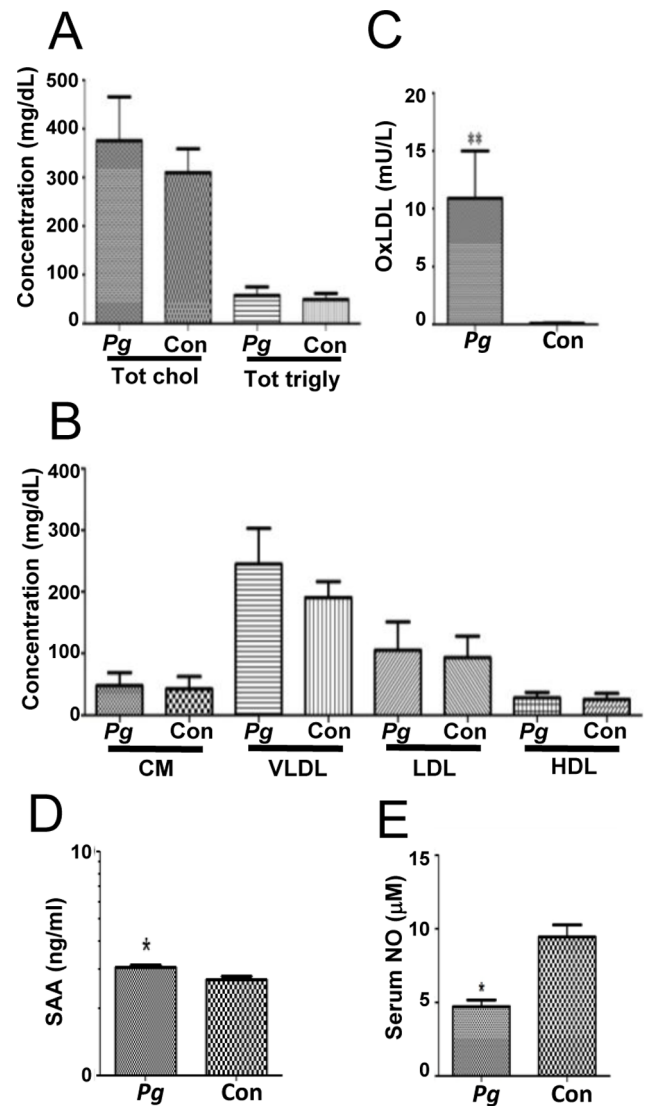 A
Concentration (mg/dL)
500
400
300
200
100
0
Pg Con Pg Con
Tot chol Tot trigly
C
OxLDL (mU/L)
20
15
10
5
0
**
Pg Con
B
Concentration (mg/dL)
400
300
200
100
0
Pg Con Pg Con Pg Con Pg Con
CM VLDL LDL HDL
D
SAA (ng/ml)
10
0
*
Pg Con
E
Serum NO (μM)
15
10
5
0
*
Pg Con